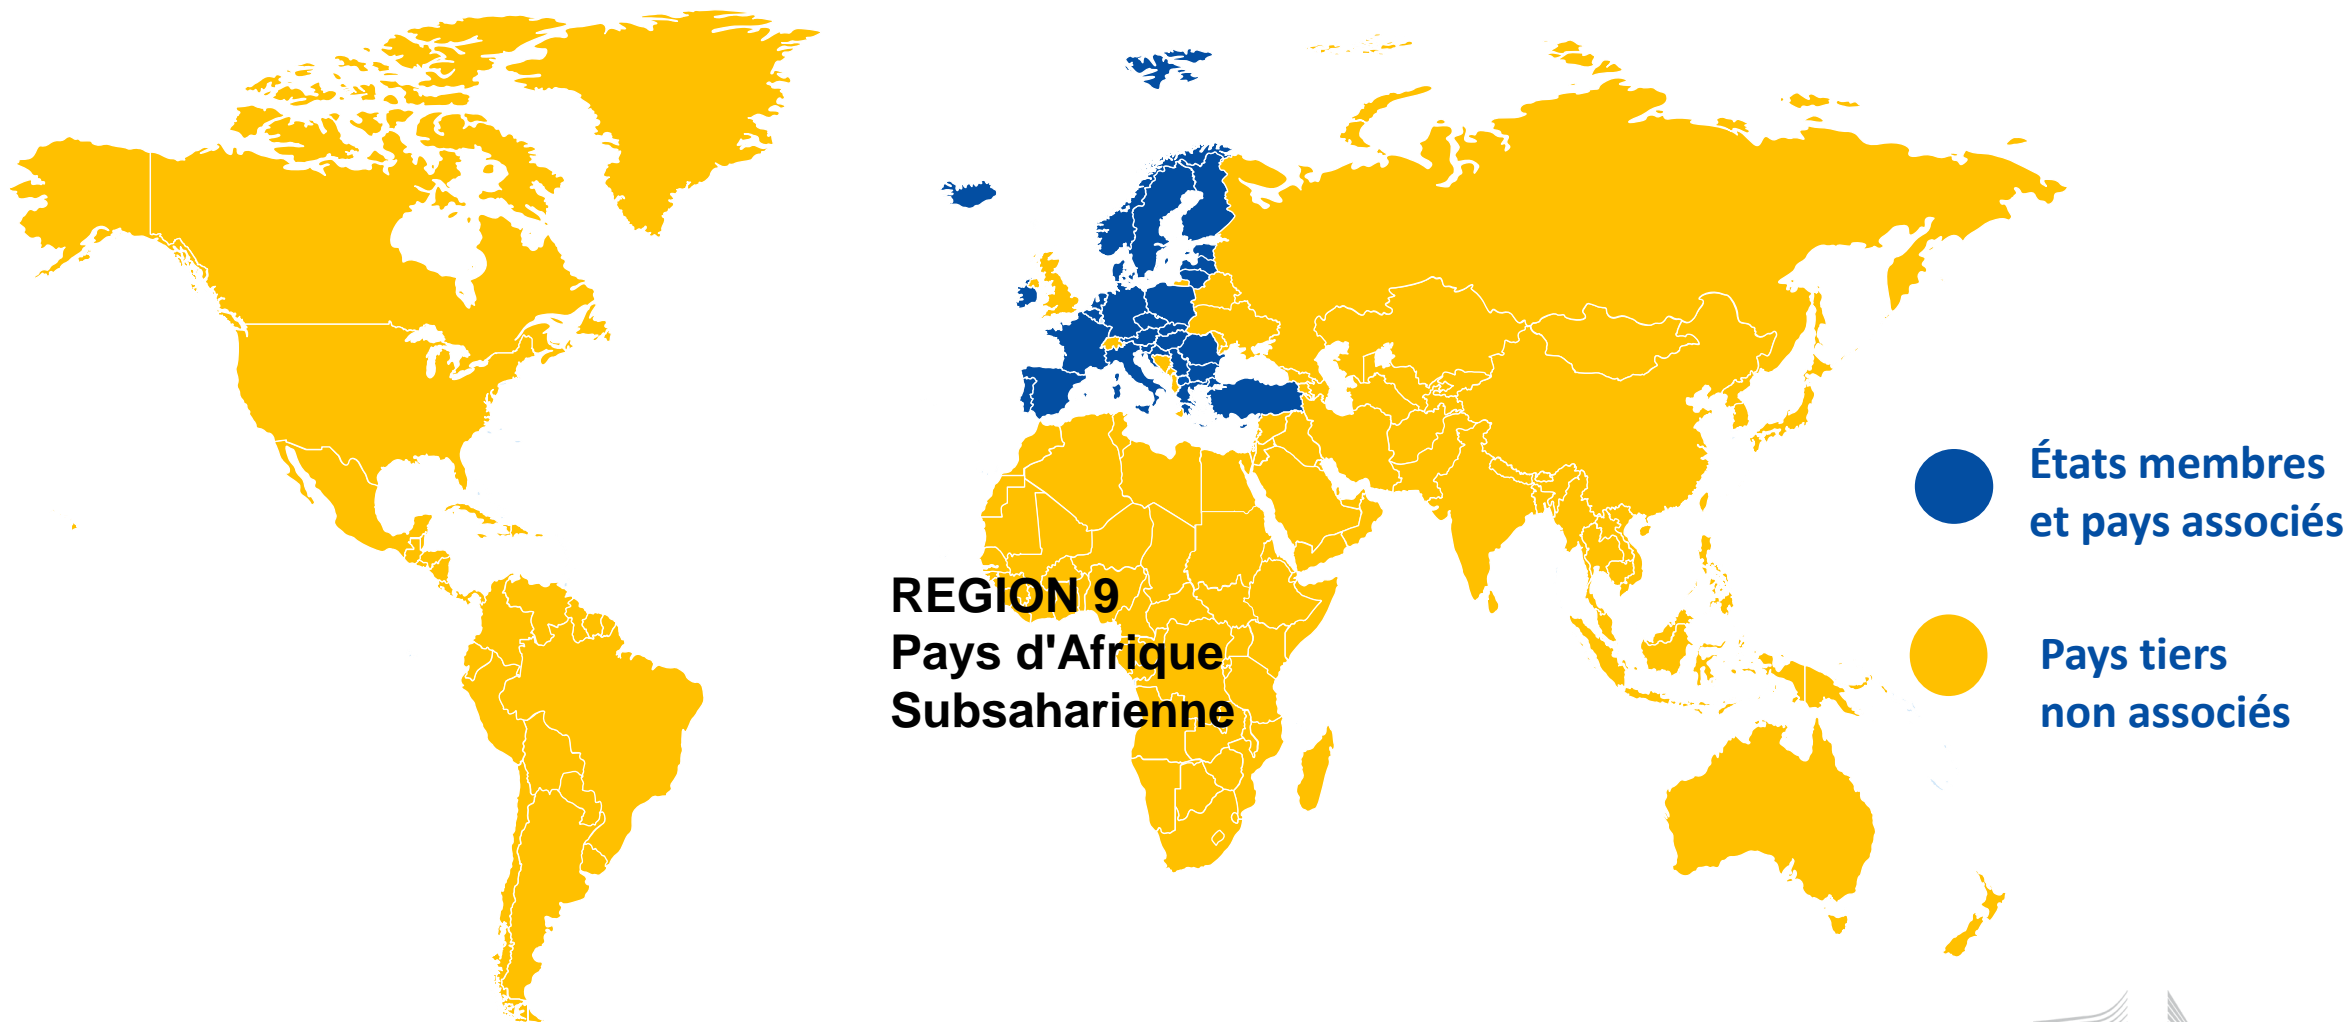 REGION 9
Pays d'Afrique
Subsaharienne
États membres
et pays associés
Pays tiers
non associés